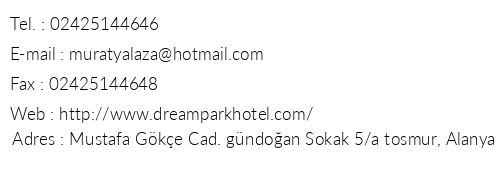 Tel. : 02425144646
E-mail : muratyalaza@hotmail.com
Fax : 02425144648
Web : http://www.dreamparkhotel.com/
Adres : Mustafa Gökçe Cad. gündoğan Sokak 5/a tosmur, Alanya